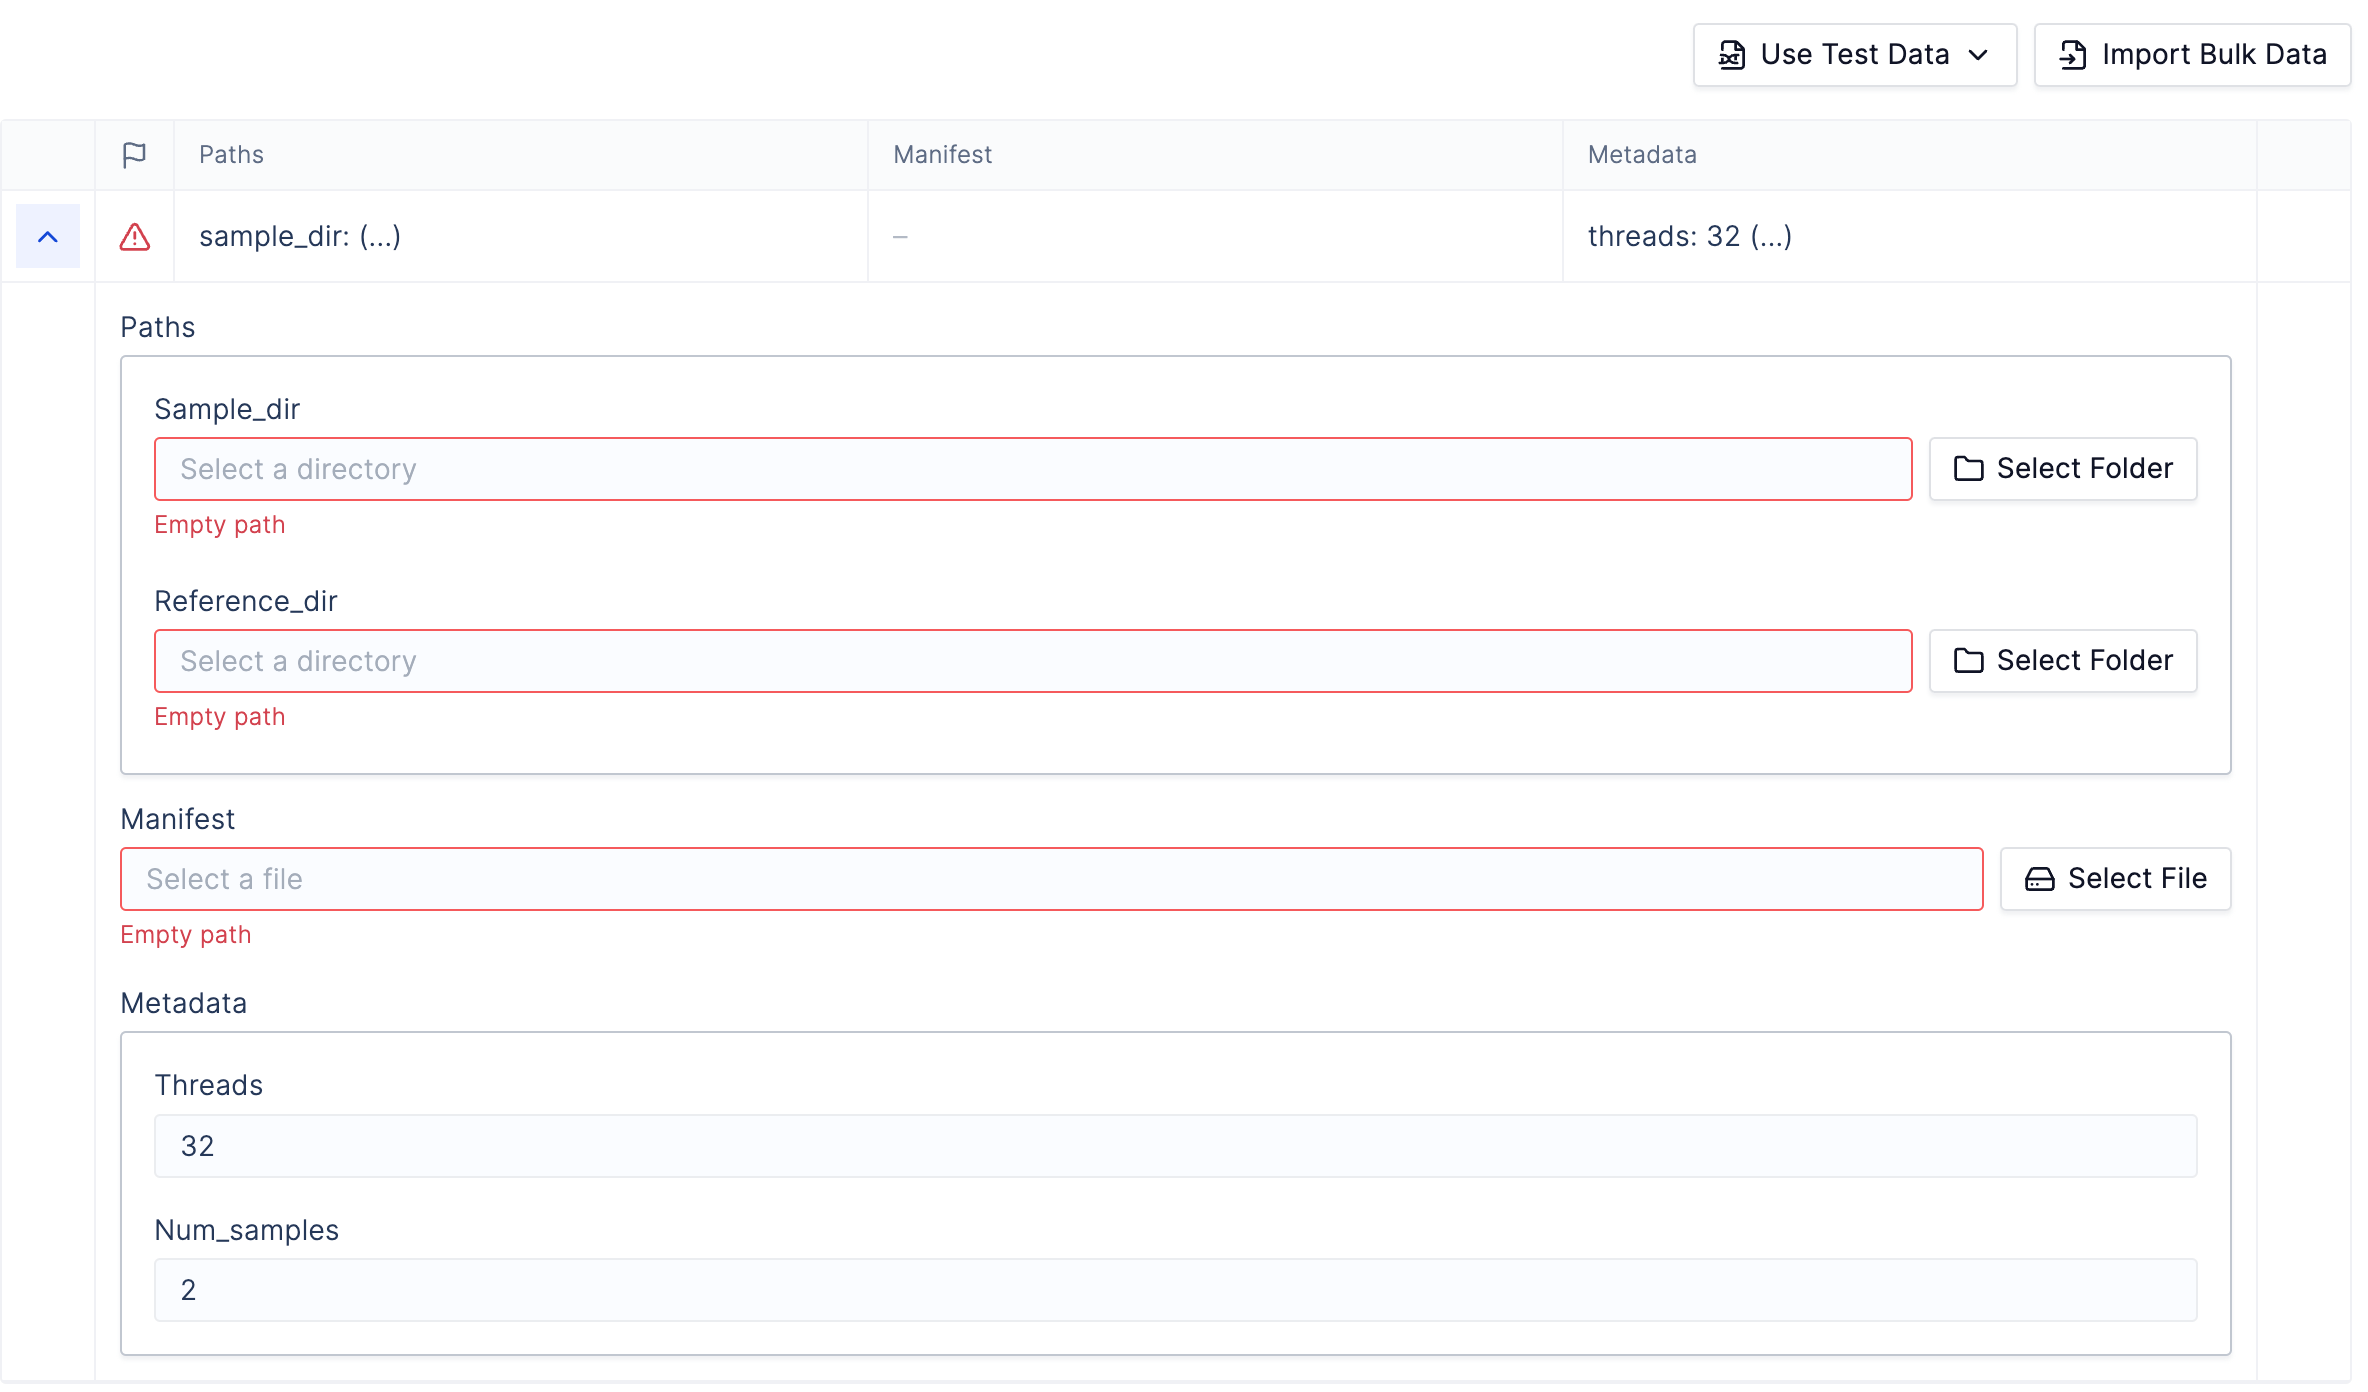 Use Test Data
Import Bulk Data
Paths
Manifest
Metadata
sample_dir: (...)
–
threads: 32 (...)
Paths
Sample_dir
Select a directory
Select Folder
Empty path
Reference_dir
Select a directory
Select Folder
Empty path
Manifest
Select a file
Select File
Empty path
Metadata
Threads
32
Num_samples
2